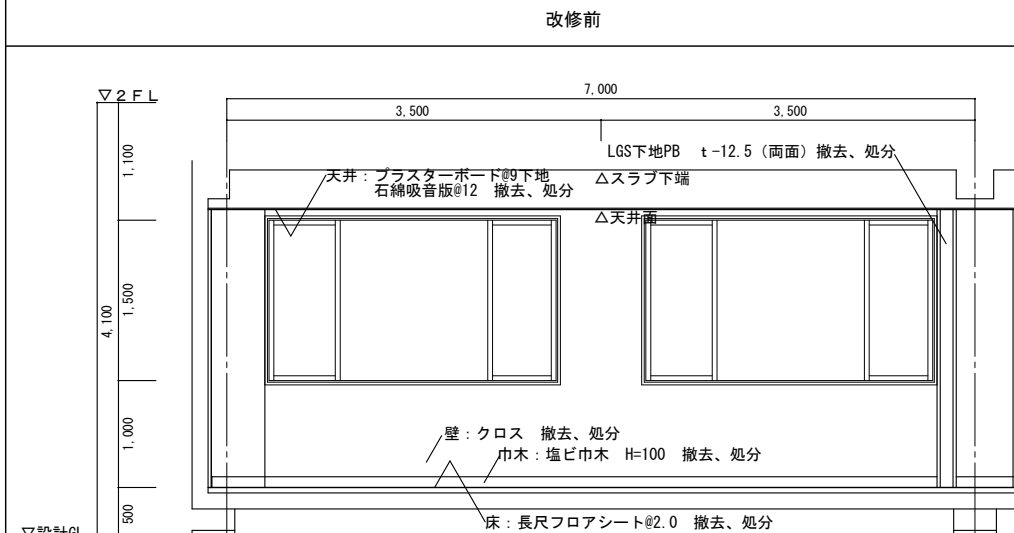 改修前
▽２ＦＬ
7,000
3,500
3,500
1,100
LGS下地PB　ｔ-12.5（両面）撤去、処分
天井：プラスターボード@9下地
石綿吸音版@12　撤去、処分
△スラブ下端
△天井面
1,500
4,100
1,000
壁：クロス　撤去、処分
巾木：塩ビ巾木　H=100　撤去、処分
500
床：長尺フロアシート@2.0　撤去、処分
▽設計GL